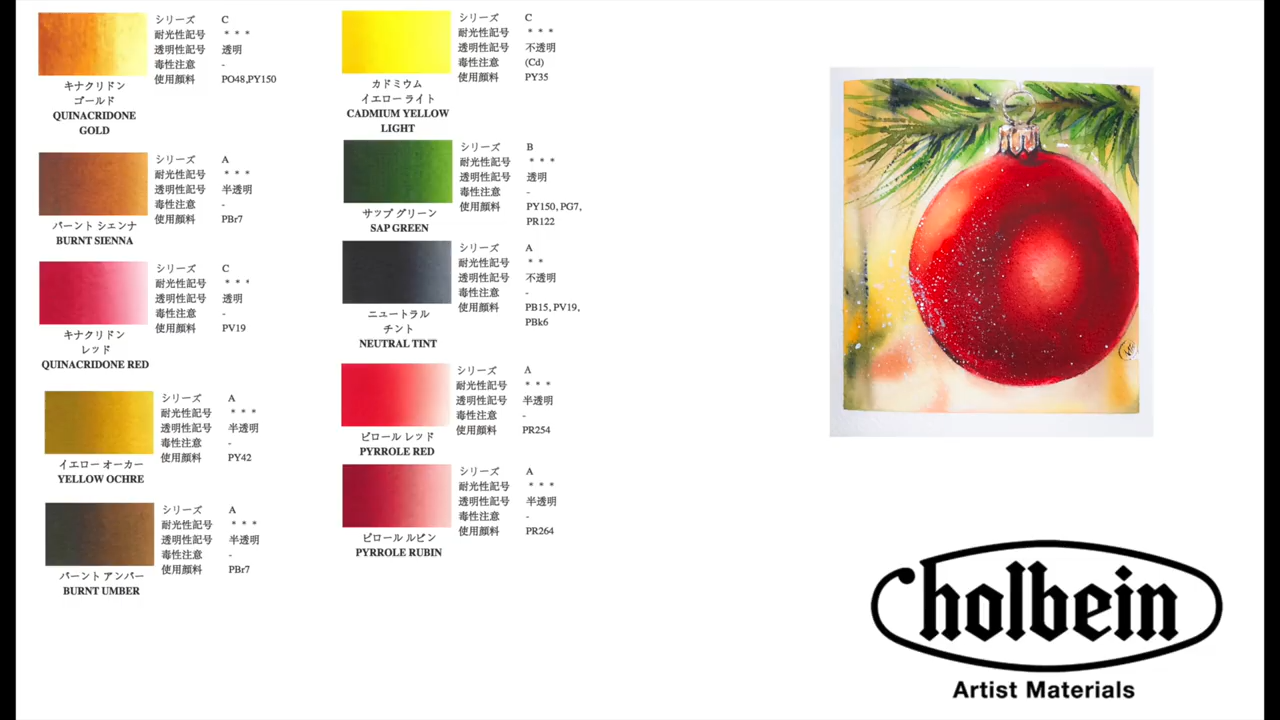 シリーズ C
耐光性記号 * * *
透明性記号 透明
毒性注意 -
使用顔料 PO48,PY150
キナクリドン
ゴールド
QUINACRIDONE
GOLD
シリーズ A
耐光性記号 * * *
透明性記号 半透明
毒性注意 -
使用顔料 PBr7
バーント シェンナ
BURNT SIENNA
シリーズ C
耐光性記号 * * *
透明性記号 透明
毒性注意 -
使用顔料 PV19
キナクリドン
レッド
QUINACRIDONE RED
シリーズ A
耐光性記号 * * *
透明性記号 半透明
毒性注意 -
使用顔料 PY42
イエロー オーカー
YELLOW OCHRE
シリーズ A
耐光性記号 * * *
透明性記号 半透明
毒性注意 -
使用顔料 PBr7
バーント アンバー
BURNT UMBER
シリーズ C
耐光性記号 * * *
透明性記号 不透明
毒性注意 (Cd)
使用顔料 PY35
カドミウム
イエロー ライト
CADMIUM YELLOW
LIGHT
シリーズ B
耐光性記号 * * *
透明性記号 透明
毒性注意 -
使用顔料 PY150, PG7,
PR122
サップ グリーン
SAP GREEN
シリーズ A
耐光性記号 * *
透明性記号 不透明
毒性注意 -
使用顔料 PB15, PV19,
PBk6
ニュートラル
チント
NEUTRAL TINT
シリーズ A
耐光性記号 * * *
透明性記号 半透明
毒性注意 -
使用顔料 PR254
ピロール レッド
PYRROLE RED
シリーズ A
耐光性記号 * * *
透明性記号 半透明
毒性注意 -
使用顔料 PR264
ピロール ルビン
PYRROLE RUBIN
holbein
Artist Materials